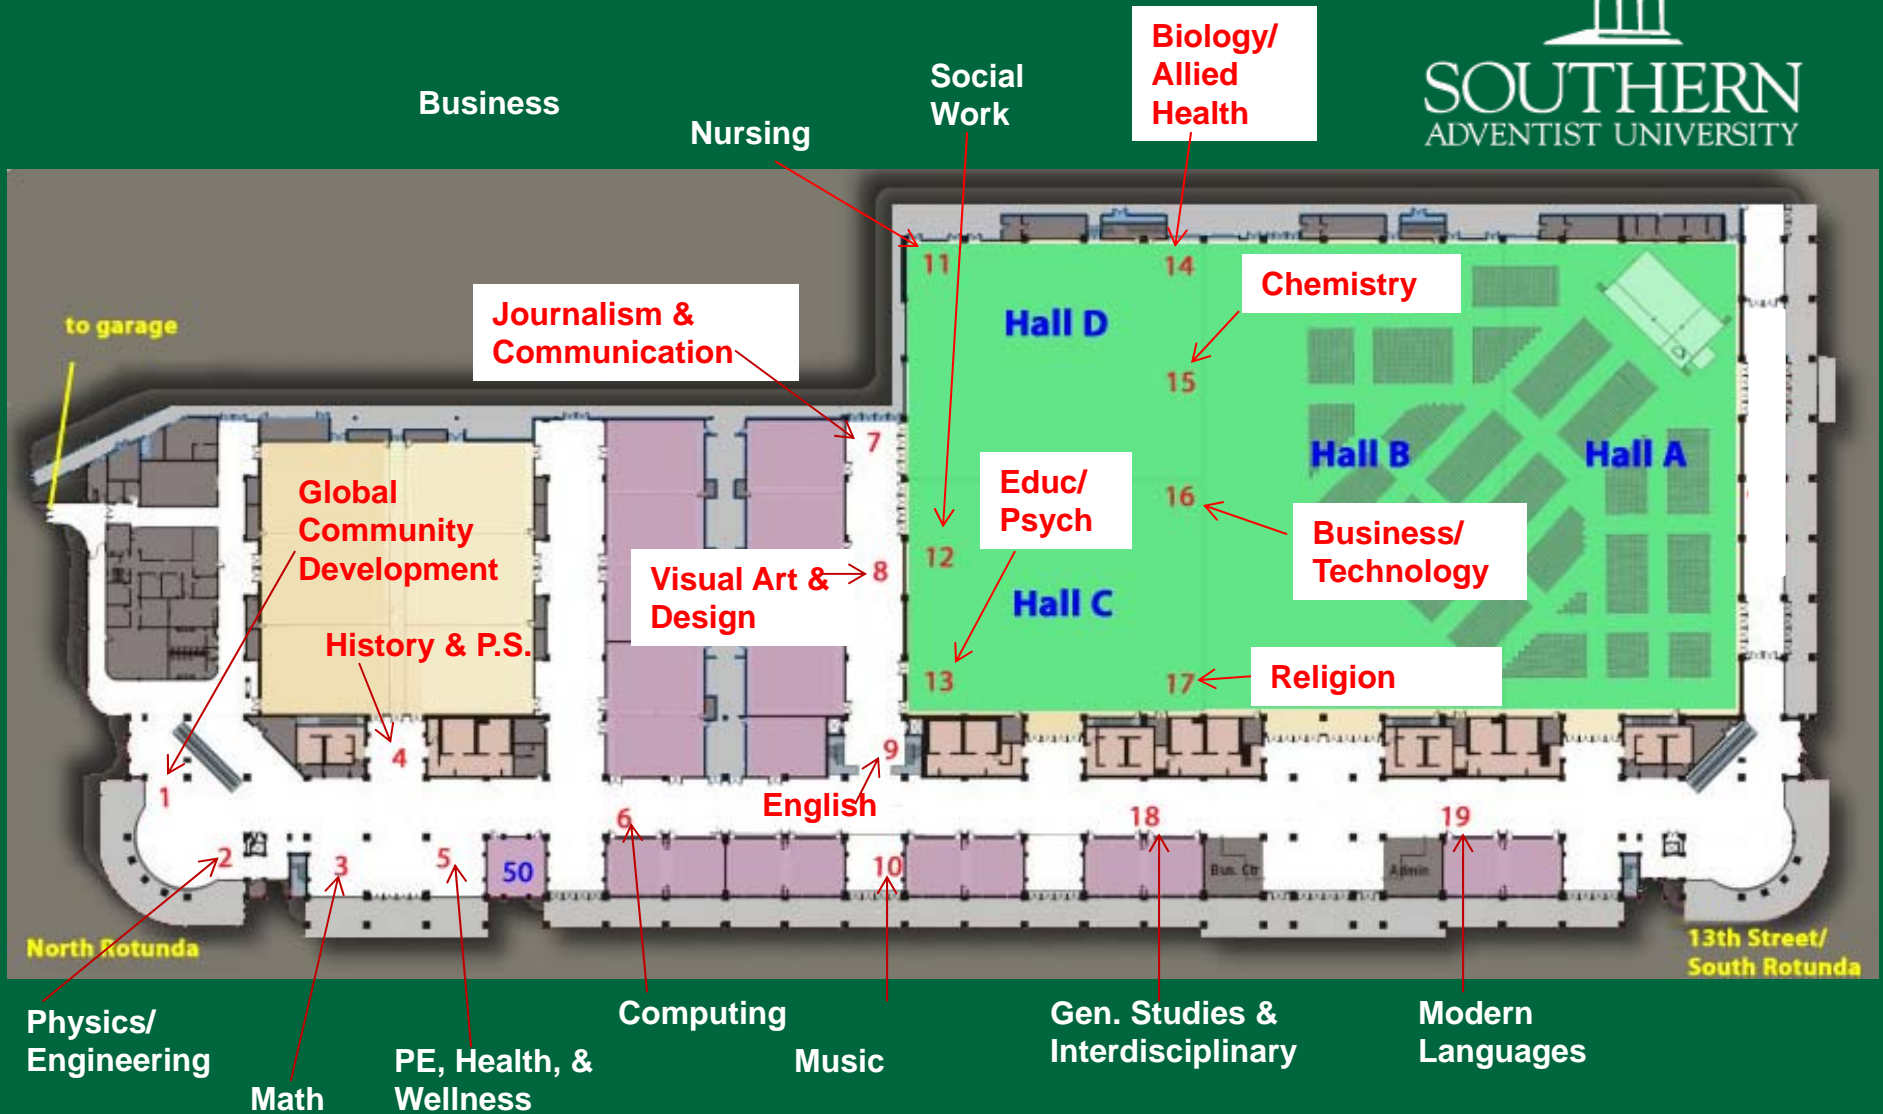 Biology/
Allied
Health
Social
Work
Business
Nursing
SOUTHERN
ADVENTIST UNIVERSITY
11
14
Chemistry
Journalism &
Communication
Hall D
to garage
15
7
Hall B
Hall A
Global
Community
Development
Educ/
Psych
16
Business/
Technology
12
8
Visual Art &
Design
Hall C
History & P.S.
13
17
Religion
4
9
1
English
6
18
19
2
3
5
50
10
Bus. Ctr
Admin
North Rotunda
13th Street/
South Rotunda
Physics/
Engineering
Computing
Gen. Studies &
Interdisciplinary
Modern
Languages
PE, Health, &
Wellness
Music
Math